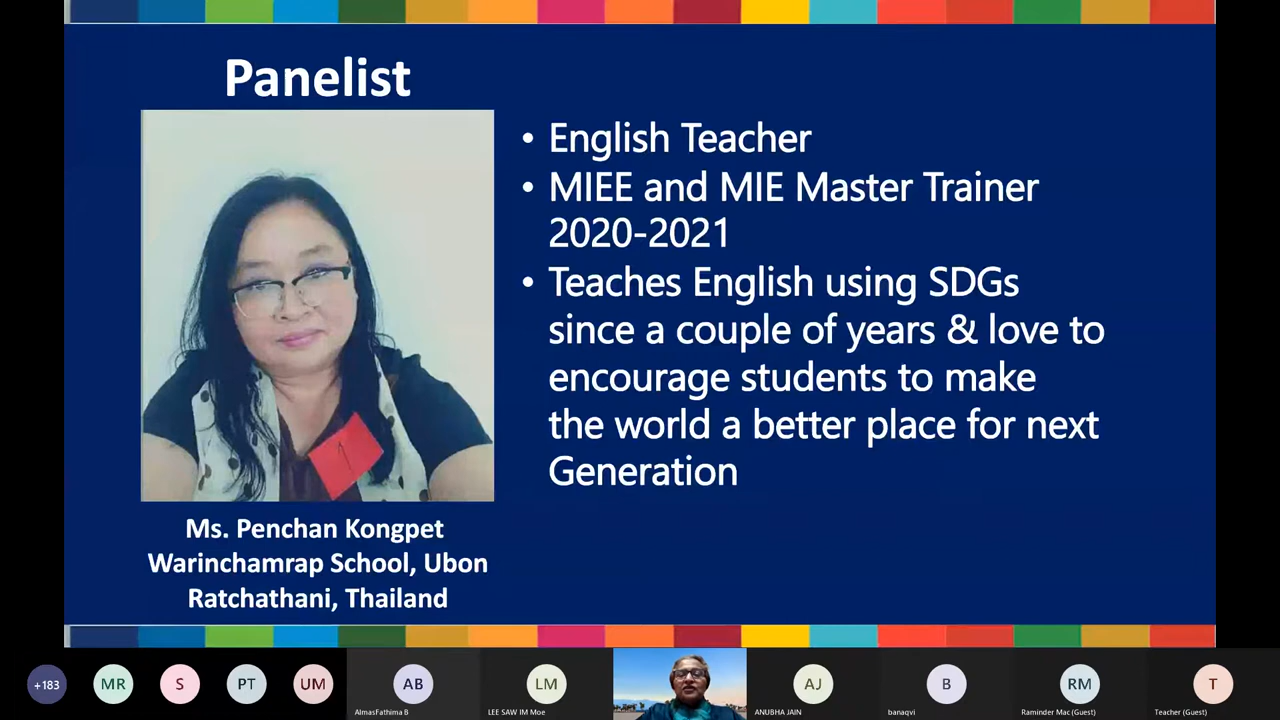 Panelist
• English Teacher
• MIEE and MIE Master Trainer
2020-2021
• Teaches English using SDGs
since a couple of years & love to
encourage students to make
the world a better place for next
Generation
Ms. Penchan Kongpet
Warinchamrap School, Ubon
Ratchathani, Thailand
+183 MR S PT UM AB LM AJ B RM T
AlmasFathima B LEE SAW IM Moe ANUBHA JAIN banaqvi Raminder Mac (Guest) Teacher (Guest)